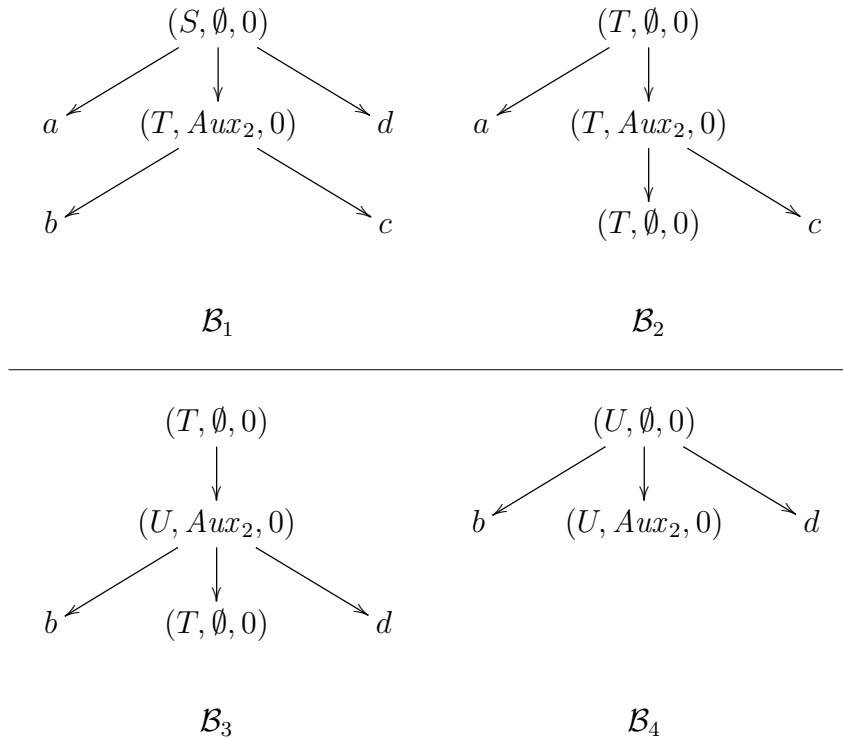 (S, ∅, 0) (T, ∅, 0)
a (T, Aux₂, 0) d a (T, Aux₂, 0)
b c (T, ∅, 0) c
ℬ₁ ℬ₂
(T, ∅, 0) (U, ∅, 0)
(U, Aux₂, 0) b (U, Aux₂, 0) d
b (T, ∅, 0) d
ℬ₃ ℬ₄